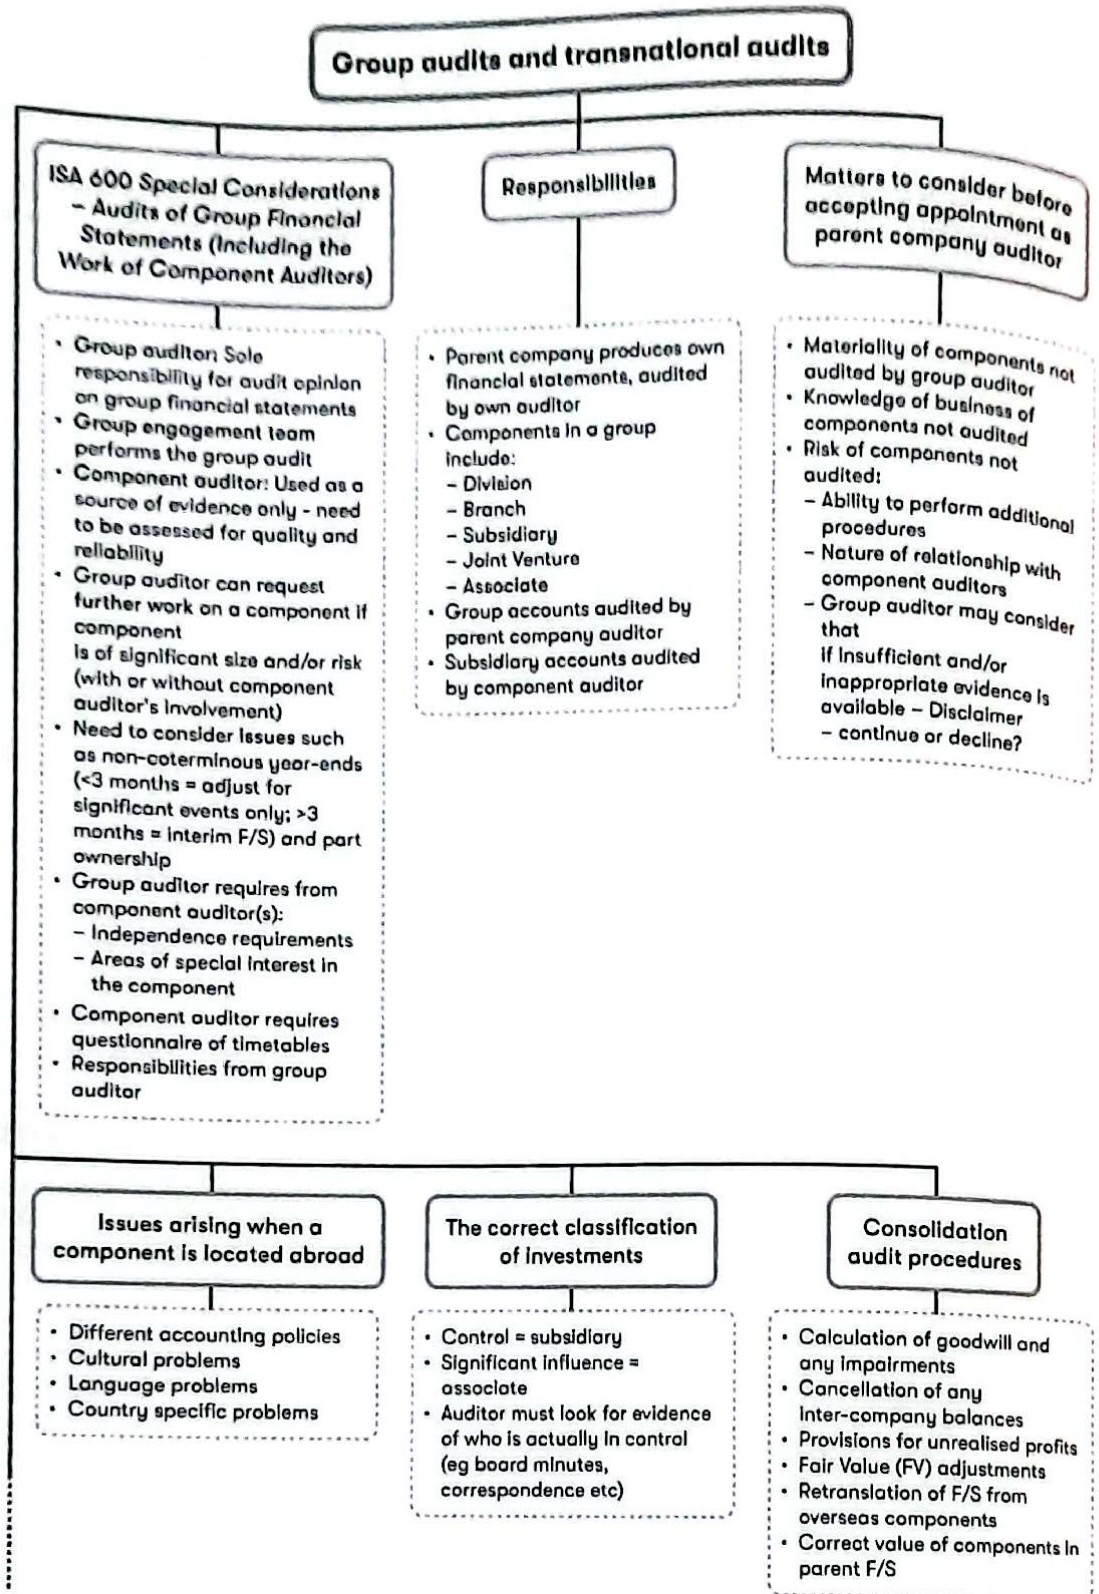 Group audits and transnational audits
ISA 600 Special Considerations
– Audits of Group Financial
Statements (Including the
Work of Component Auditors)
• Group auditor: Sole
responsibility for audit opinion
on group financial statements
• Group engagement team
performs the group audit
• Component auditor: Used as a
source of evidence only - need
to be assessed for quality and
reliability
• Group auditor can request
further work on a component if
component
is of significant size and/or risk
(with or without component
auditor's involvement)
• Need to consider issues such
as non-coterminous year-ends
(<3 months = adjust for
significant events only; >3
months = interim F/S) and part
ownership
• Group auditor requires from
component auditor(s):
– Independence requirements
– Areas of special interest in
the component
• Component auditor requires
questionnaire of timetables
• Responsibilities from group
auditor
Responsibilities
• Parent company produces own
financial statements, audited
by own auditor
• Components in a group
include:
– Division
– Branch
– Subsidiary
– Joint Venture
– Associate
• Group accounts audited by
parent company auditor
• Subsidiary accounts audited
by component auditor
Matters to consider before
accepting appointment as
parent company auditor
• Materiality of components not
audited by group auditor
• Knowledge of business of
components not audited
• Risk of components not
audited:
– Ability to perform additional
procedures
– Nature of relationship with
component auditors
– Group auditor may consider
that
if insufficient and/or
inappropriate evidence is
available – Disclaimer
– continue or decline?
Issues arising when a
component is located abroad
• Different accounting policies
• Cultural problems
• Language problems
• Country specific problems
The correct classification
of investments
• Control = subsidiary
• Significant influence =
associate
• Auditor must look for evidence
of who is actually in control
(eg board minutes,
correspondence etc)
Consolidation
audit procedures
• Calculation of goodwill and
any impairments
• Cancellation of any
inter-company balances
• Provisions for unrealised profits
• Fair Value (FV) adjustments
• Retranslation of F/S from
overseas components
• Correct value of components in
parent F/S